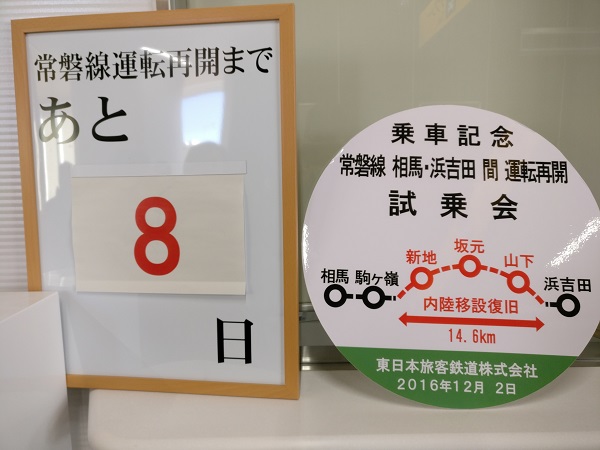 常磐線運転再開まで
あと
8
日
乗車記念
常磐線 相馬・浜吉田 間 運転再開
試乗会
相馬 駒ヶ嶺 新地 坂元 山下 浜吉田
内陸移設復旧
14.6km
東日本旅客鉄道株式会社
2016年12月 2日